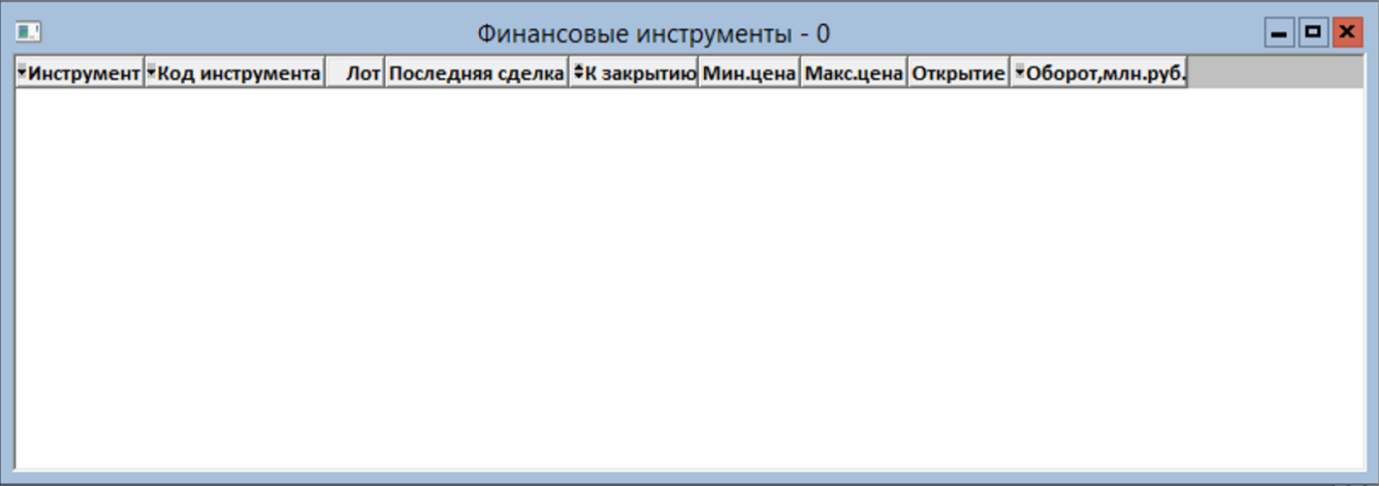 Финансовые инструменты - 0
Инструмент Код инструмента Лот Последняя сделка К закрытию Мин.цена Макс.цена Открытие Оборот,млн.руб.